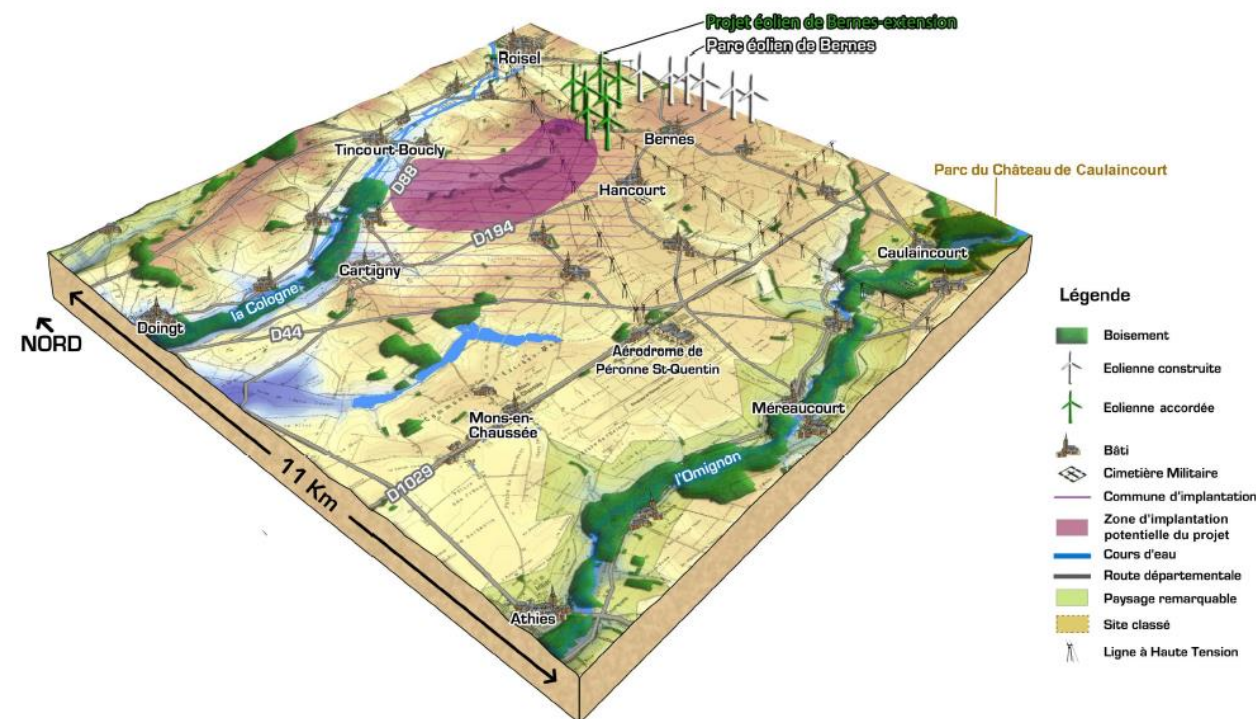 Projet éolien de Bernes-extension
Parc éolien de Bernes
Roisel
Bernes
Tincourt-Boucly
D88
Hancourt
Parc du Château de Caulaincourt
D194
Caulaincourt
Cartigny
la Cologne
Doingt
D44
NORD
Aérodrome de
Péronne St-Quentin
Méreaucourt
Mons-en-
Chaussée
l'Omignon
D1029
11 Km
Athies
Légende
Boisement
Eolienne construite
Eolienne accordée
Bâti
Cimetière Militaire
Commune d'implantation
Zone d'implantation
potentielle du projet
Cours d'eau
Route départementale
Paysage remarquable
Site classé
Ligne à Haute Tension